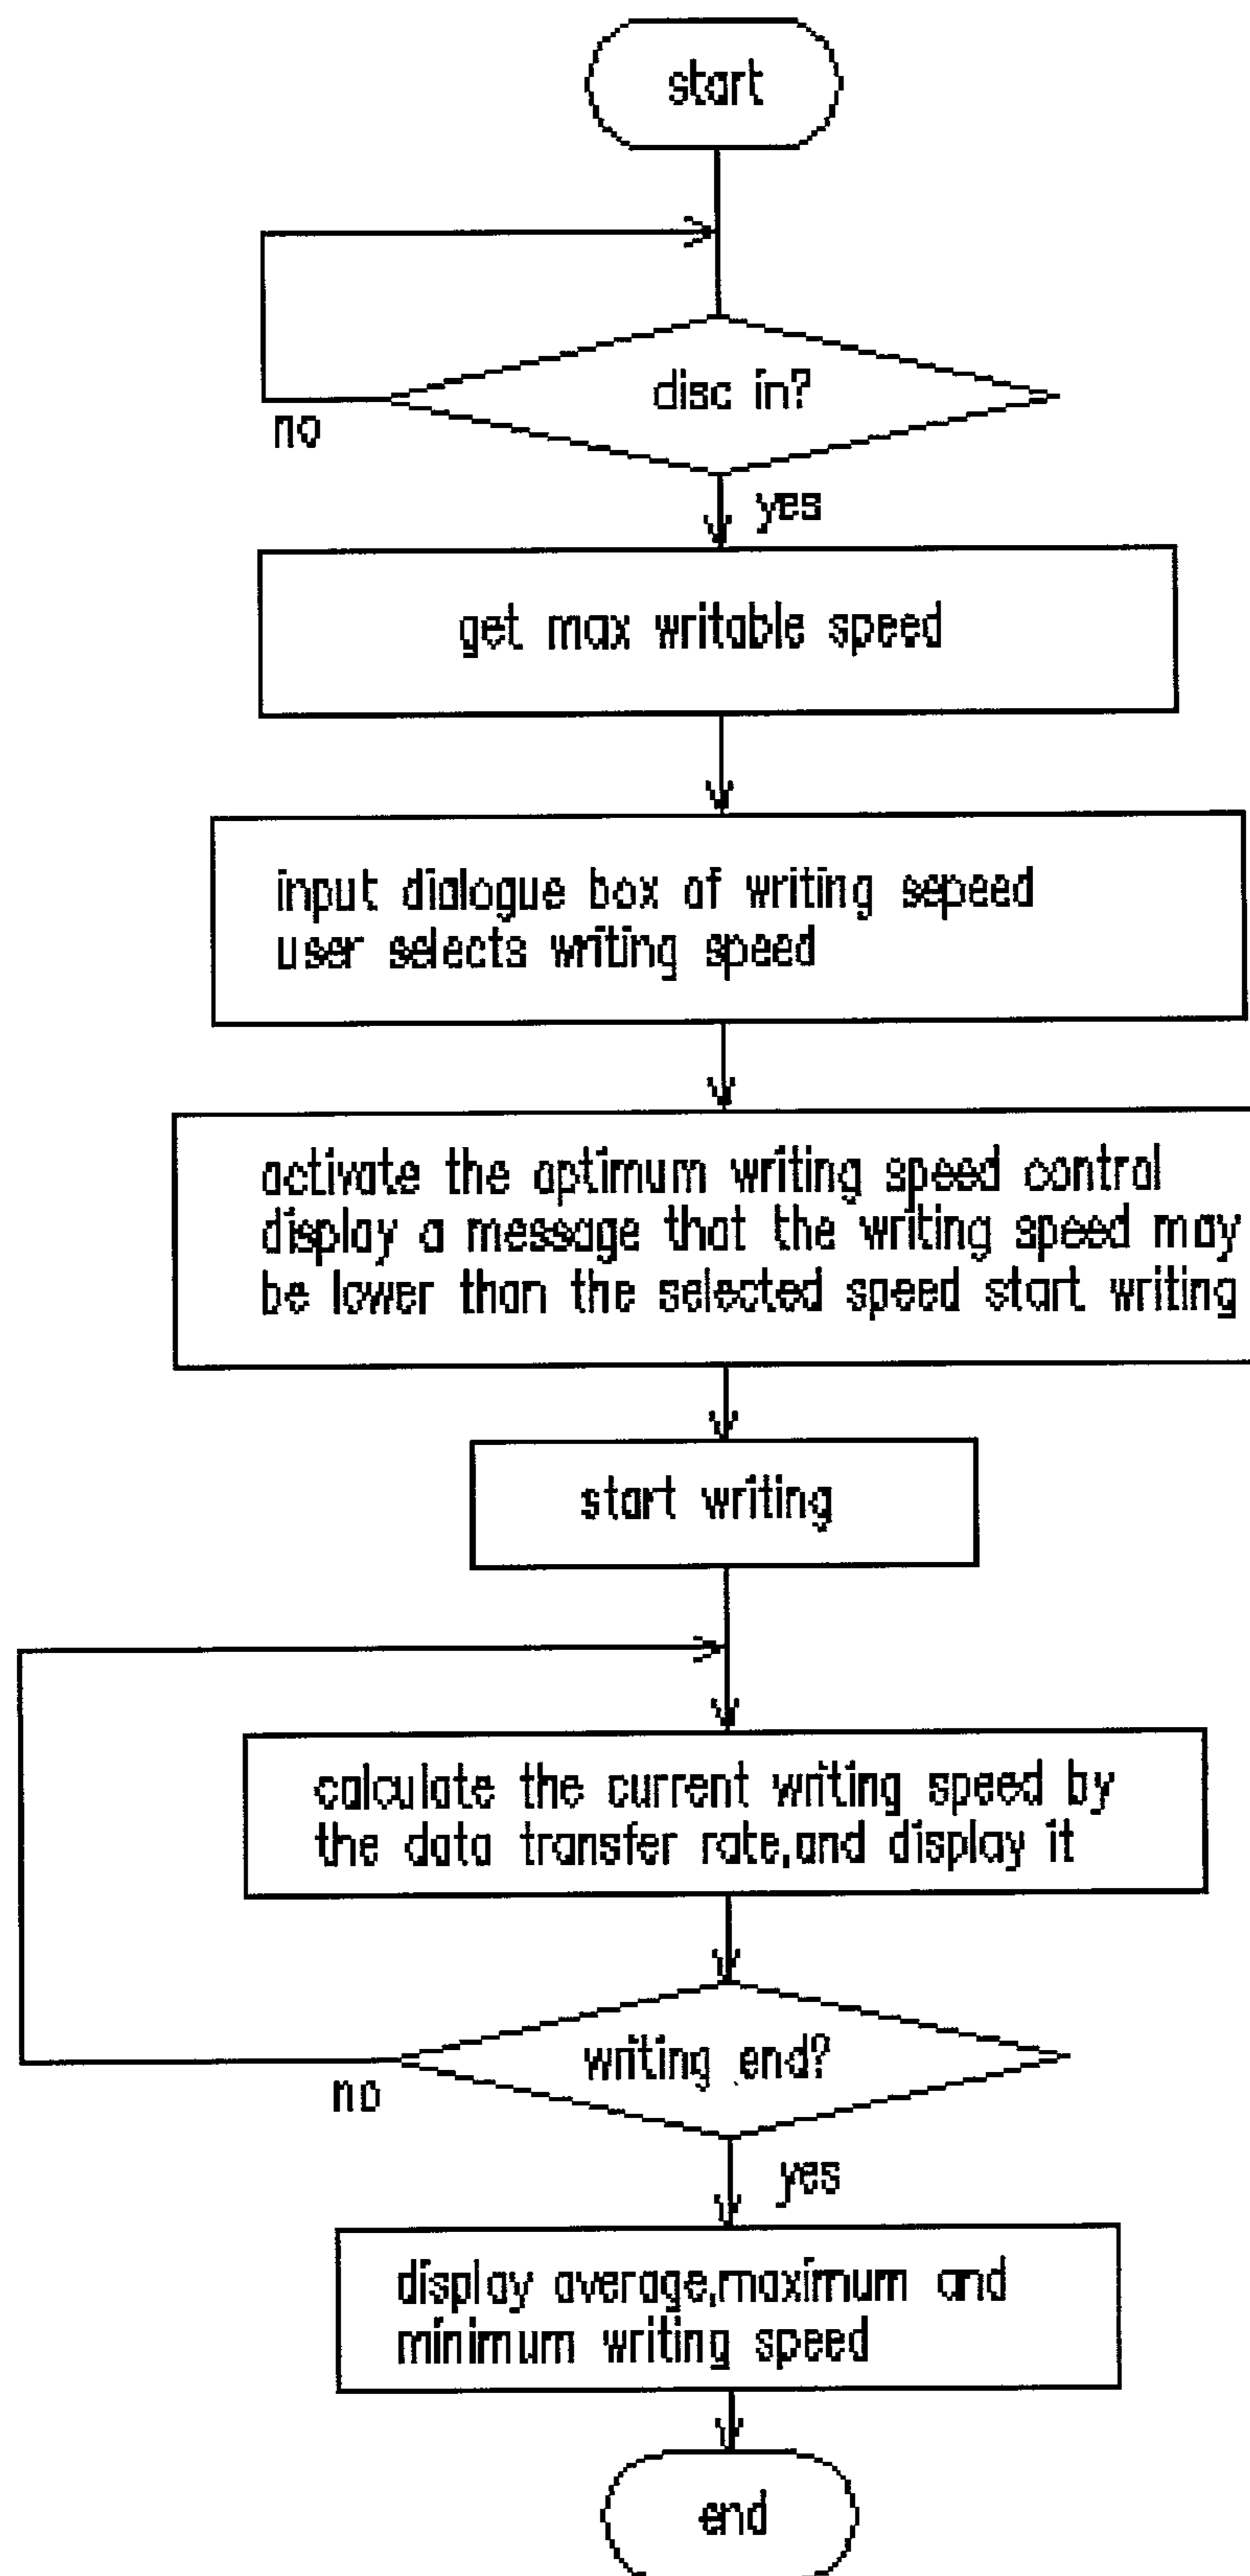 start
disc in?
no
yes
get max writable speed
input dialogue box of writing sepeed
user selects writing speed
activate the optimum writing speed control
display a message that the writing speed may
be lower than the selected speed start writing
start writing
calculate the current writing speed by
the data transfer rate,and display it
writing end?
no
yes
display average,maximum and
minimum writing speed
end